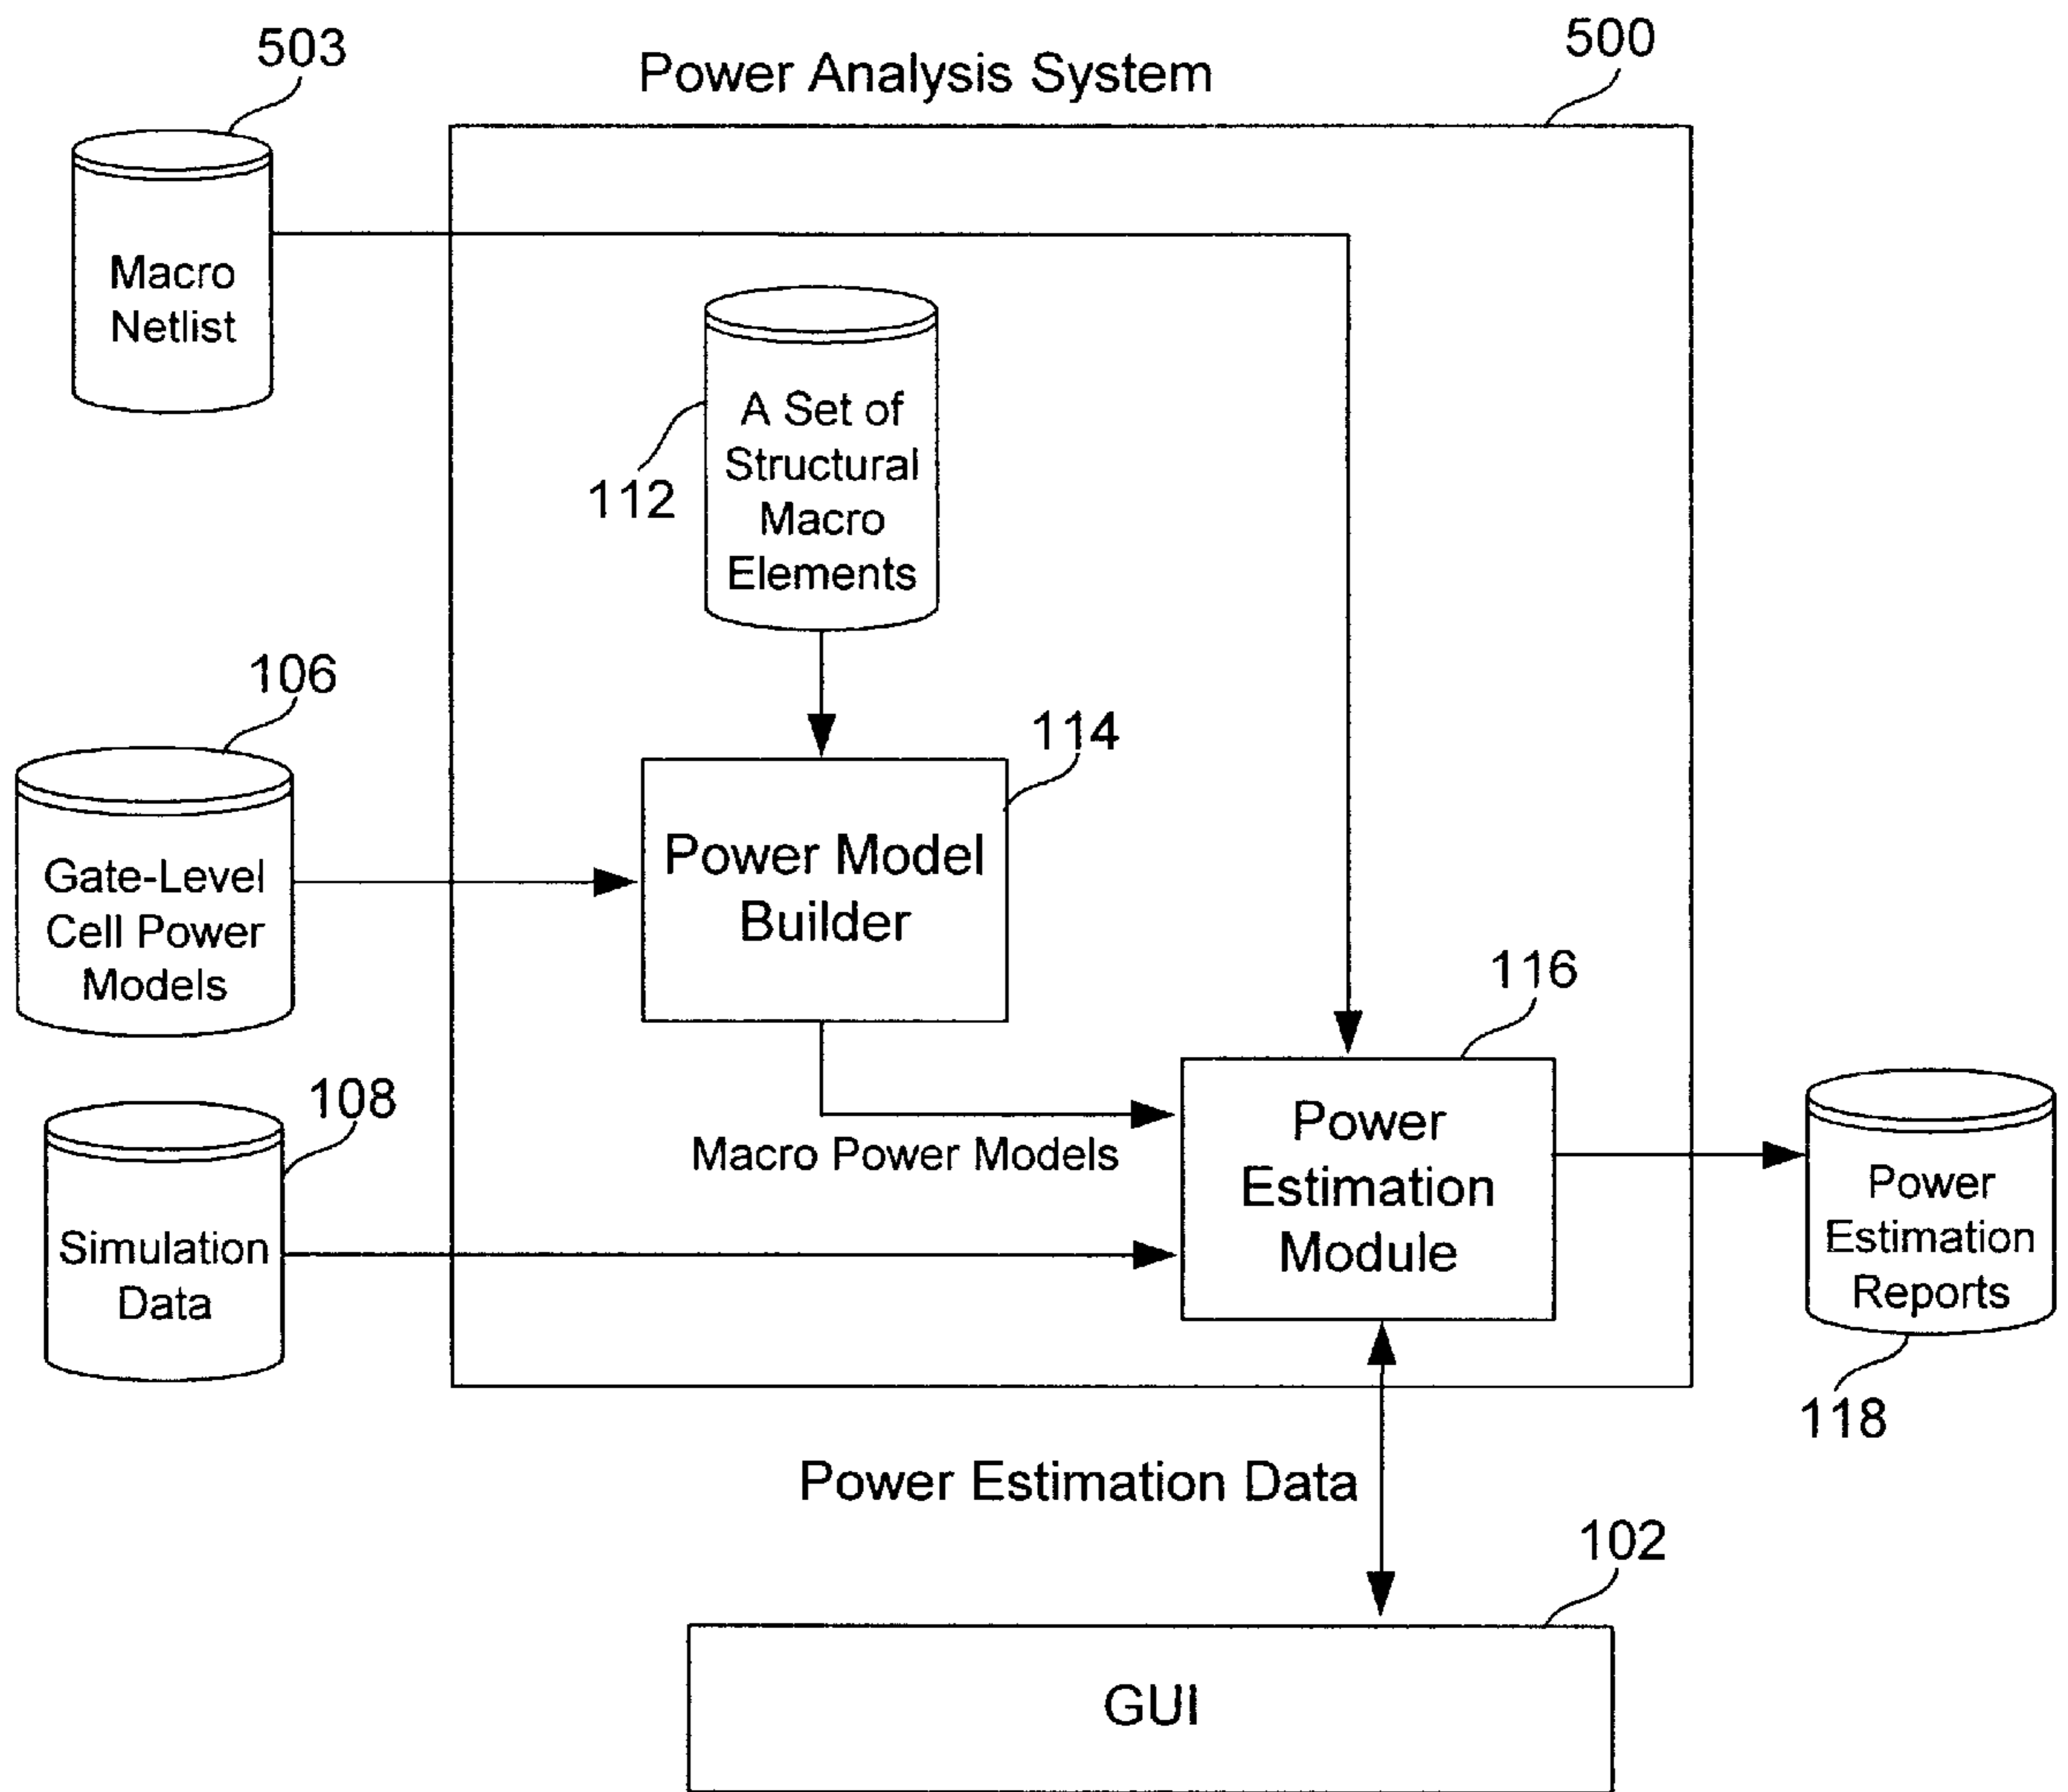 503
Power Analysis System
500
Macro
Netlist
A Set of
Structural
Macro
Elements
112
106
114
Gate-Level
Cell Power
Models
Power Model
Builder
116
108
Macro Power Models
Simulation
Data
Power
Estimation
Module
Power
Estimation
Reports
118
Power Estimation Data
102
GUI